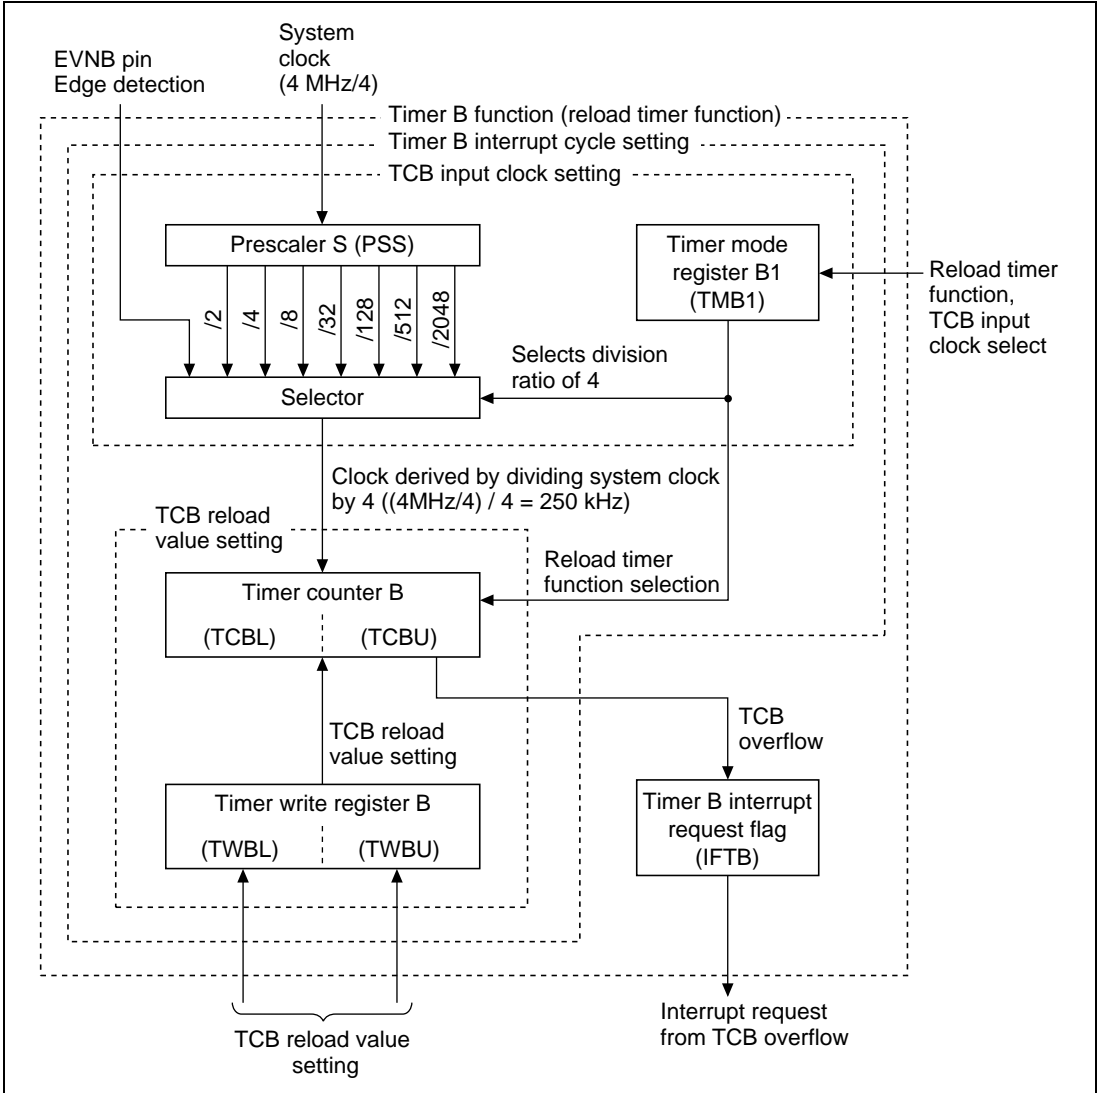 System
clock
(4 MHz/4)
EVNB pin
Edge detection
Timer B function (reload timer function)
Timer B interrupt cycle setting
TCB input clock setting
Prescaler S (PSS)
Timer mode
register B1
(TMB1)
Reload timer
function,
TCB input
clock select
/2
/4
/8
/32
/128
/512
/2048
Selects division
ratio of 4
Selector
Clock derived by dividing system clock
by 4 ((4MHz/4) / 4 = 250 kHz)
TCB reload
value setting
Reload timer
function selection
Timer counter B
(TCBL)
(TCBU)
TCB reload
value setting
TCB
overflow
Timer write register B
(TWBL)
(TWBU)
Timer B interrupt
request flag
(IFTB)
TCB reload value
setting
Interrupt request
from TCB overflow